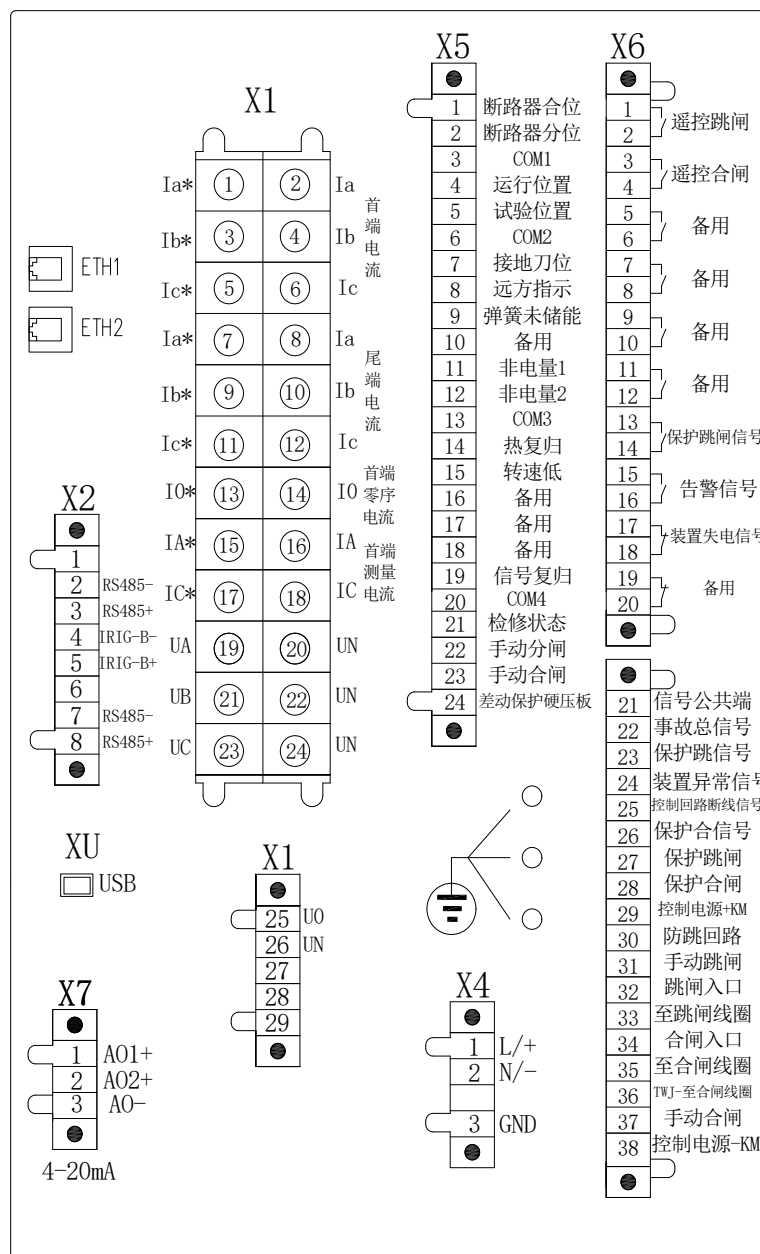 X1
Ia* 1 2 Ia
Ib* 3 4 Ib
Ic* 5 6 Ic
首端电流
Ia* 7 8 Ia
Ib* 9 10 Ib
Ic* 11 12 Ic
尾端电流
I0* 13 14 I0
首端零序电流
IA* 15 16 IA
IC* 17 18 IC
首端测量电流
UA 19 20 UN
UB 21 22 UN
UC 23 24 UN
ETH1
ETH2
X2
1
2 RS485-
3 RS485+
4 IRIG-B-
5 IRIG-B+
6
7 RS485-
8 RS485+
XU
USB
X7
1 AO1+
2 AO2+
3 AO-
4-20mA
X1
25 U0
26 UN
27
28
29
X5
1 断路器合位
2 断路器分位
3 COM1
4 运行位置
5 试验位置
6 COM2
7 接地刀位
8 远方指示
9 弹簧未储能
10 备用
11 非电量1
12 非电量2
13 COM3
14 热复归
15 转速低
16 备用
17 备用
18 备用
19 信号复归
20 COM4
21 检修状态
22 手动分闸
23 手动合闸
24 差动保护硬压板
X4
1 L/+
2 N/-
3 GND
X6
1
2
遥控跳闸
3
4
遥控合闸
5
6
备用
7
8
备用
9
10
备用
11
12
备用
13
14
保护跳闸信号
15
16
告警信号
17
18
装置失电信号
19
20
备用
21 信号公共端
22 事故总信号
23 保护跳信号
24 装置异常信号
25 控制回路断线信号
26 保护合信号
27 保护跳闸
28 保护合闸
29 控制电源+KM
30 防跳回路
31 手动跳闸
32 跳闸入口
33 至跳闸线圈
34 合闸入口
35 至合闸线圈
36 TWJ-至合闸线圈
37 手动合闸
38 控制电源-KM